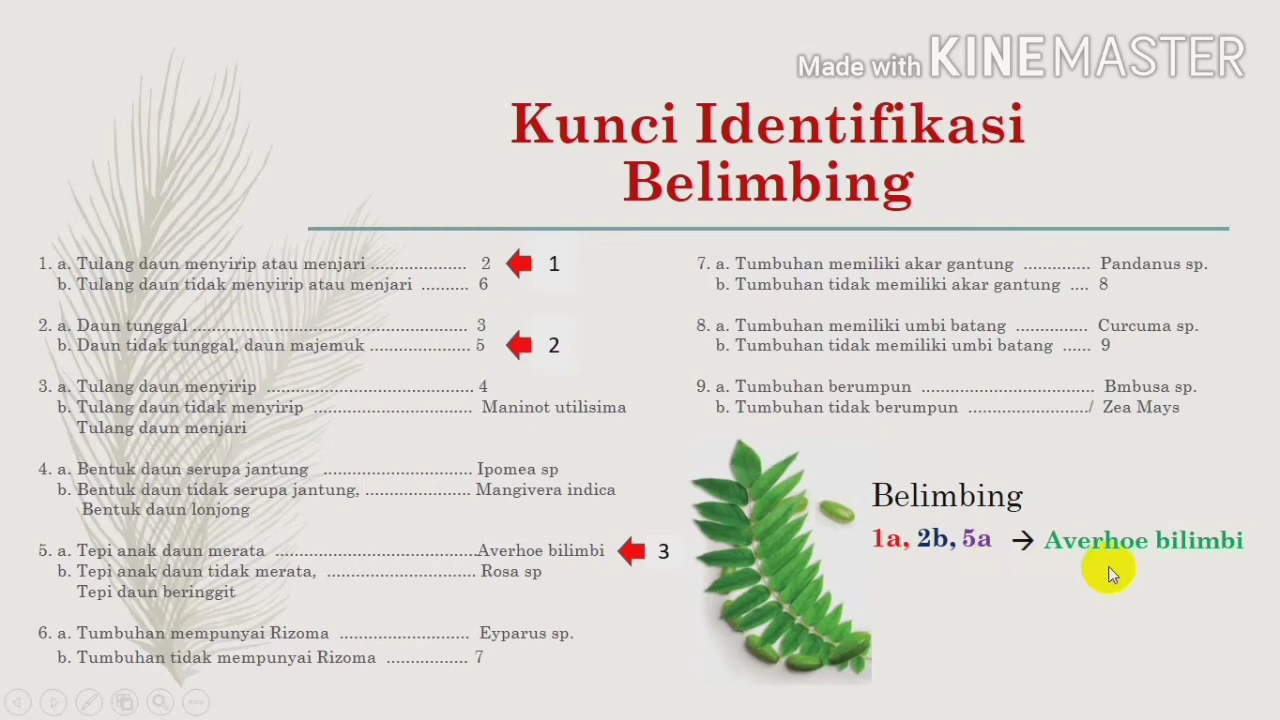 Made with KINEMASTER
Kunci Identifikasi
Belimbing
1. a. Tulang daun menyirip atau menjari ..................... 2
1
b. Tulang daun tidak menyirip atau menjari .......... 6
2. a. Daun tunggal ................................................... 3
b. Daun tidak tunggal, daun majemuk ...................... 5
2
3. a. Tulang daun menyirip .............................................. 4
b. Tulang daun tidak menyirip ................................... Maninot utilisima
Tulang daun menjari
4. a. Bentuk daun serupa jantung ................................. Ipomea sp
b. Bentuk daun tidak serupa jantung, ....................... Mangivera indica
Bentuk daun lonjong
5. a. Tepi anak daun merata .............................................Averhoe bilimbi
3
b. Tepi anak daun tidak merata, ................................. Rosa sp
Tepi daun beringgit
6. a. Tumbuhan mempunyai Rizoma ............................. Eyparus sp.
b. Tumbuhan tidak mempunyai Rizoma .................. 7
7. a. Tumbuhan memiliki akar gantung .............. Pandanus sp.
b. Tumbuhan tidak memiliki akar gantung .... 8
8. a. Tumbuhan memiliki umbi batang ............... Curcuma sp.
b. Tumbuhan tidak memiliki umbi batang ...... 9
9. a. Tumbuhan berumpun ...................................... Bmbusa sp.
b. Tumbuhan tidak berumpun ........................../ Zea Mays
Belimbing
1a, 2b, 5a → Averhoe bilimbi